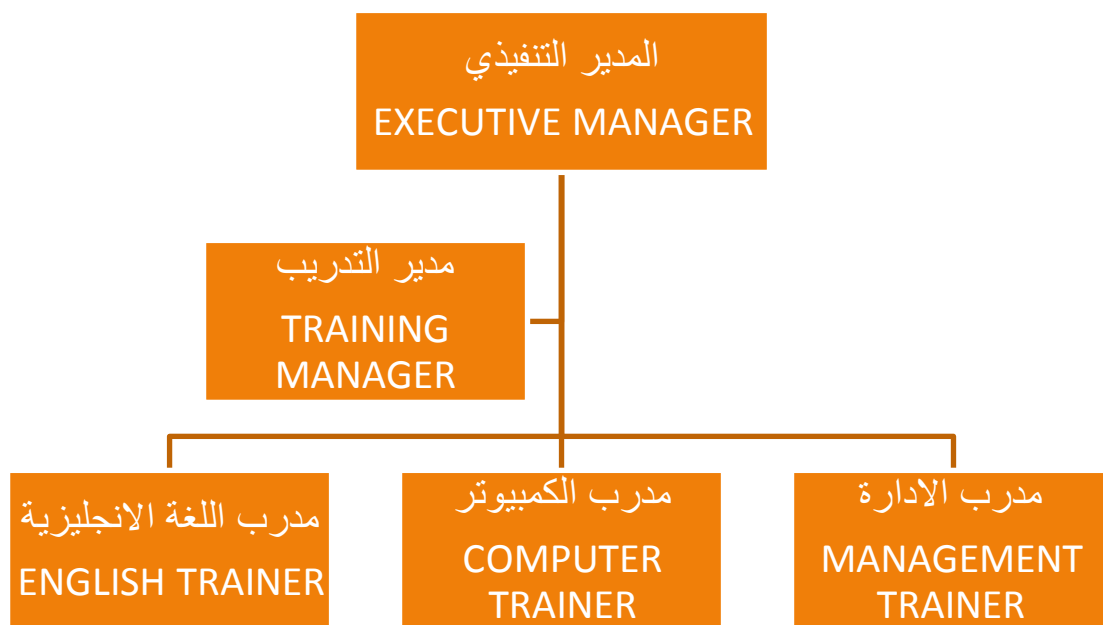 المدير التنفيذي
EXECUTIVE MANAGER
مدير التدريب
TRAINING
MANAGER
مدرب اللغة الانجليزية
ENGLISH TRAINER
مدرب الكمبيوتر
COMPUTER
TRAINER
مدرب الادارة
MANAGEMENT
TRAINER